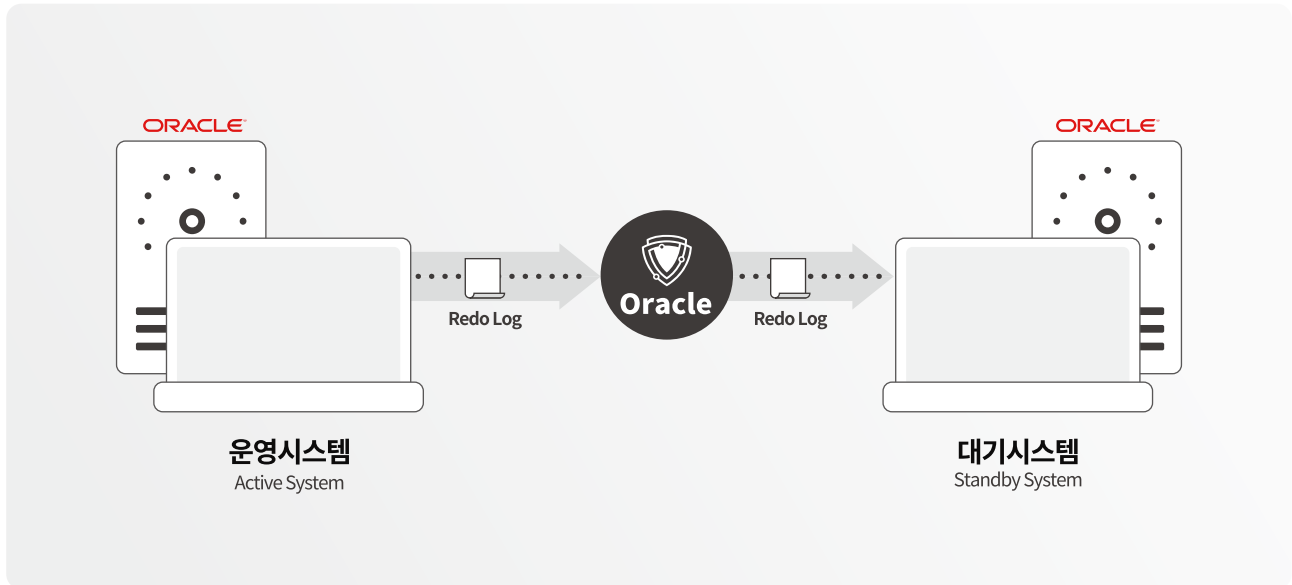 ORACLE
ORACLE
Oracle
Redo Log
Redo Log
운영시스템
Active System
대기시스템
Standby System